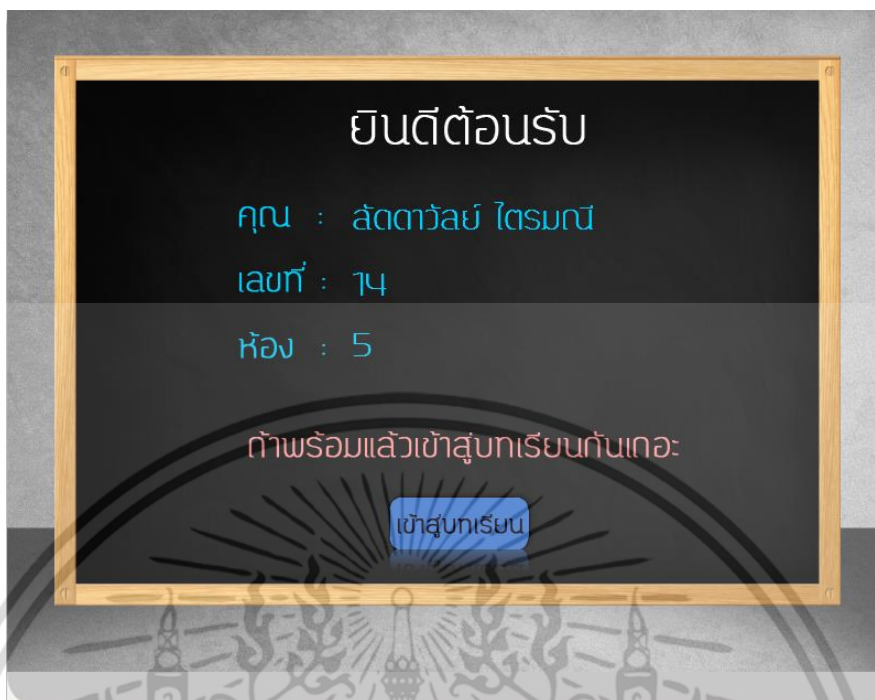 ยินดีต้อนรับ
คุณ : ลัดดาวัลย์ ไตรมณี
เลขที่ : 14
ห้อง : 5
ถ้าพร้อมแล้วเข้าสู่บทเรียนกันเถอะ
เข้าสู่บทเรียน